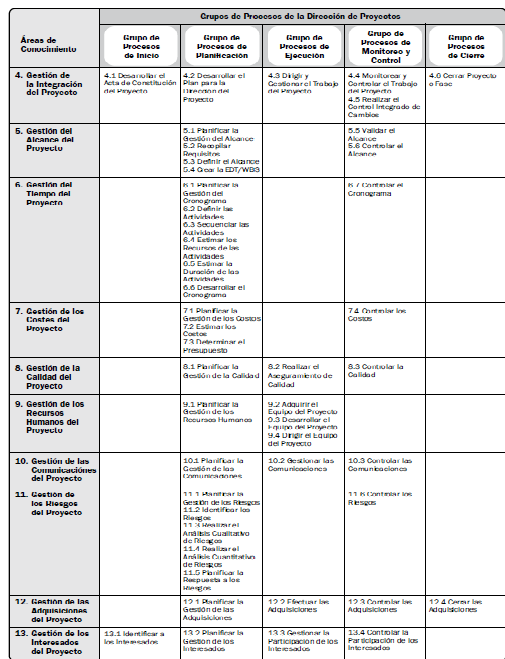 Grupos de Procesos de la Dirección de Proyectos
Áreas de
Conocimiento
Grupo de
Procesos
de Inicio
Grupo de
Procesos de
Planificación
Grupo de
Procesos de
Ejecución
Grupo de
Procesos de
Monitoreo y
Control
Grupo de
Procesos
de Cierre
4. Gestión de
la Integración
del Proyecto
4.1 Desarrollar el
Acta de Constitución
del Proyecto
4.2 Desarrollar el
Plan para la
Dirección del
Proyecto
4.3 Dirigir y
Gestionar el Trabajo
del Proyecto
4.4 Monitorear y
Controlar el Trabajo
del Proyecto
4.5 Realizar el
Control Integrado de
Cambios
4.6 Cerrar Proyecto
o Fase
5. Gestión del
Alcance del
Proyecto
5.1 Planificar la
Gestión del Alcance
5.2 Recopilar
Requisitos
5.3 Definir el Alcance
5.4 Crear la EDT/WBS
5.5 Validar el
Alcance
5.6 Controlar el
Alcance
6. Gestión del
Tiempo del
Proyecto
6.1 Planificar la
Gestión del
Cronograma
6.2 Definir las
Actividades
6.3 Secuenciar las
Actividades
6.4 Estimar los
Recursos de las
Actividades
6.5 Estimar la
Duración de las
Actividades
6.6 Desarrollar el
Cronograma
6.7 Controlar el
Cronograma
7. Gestión de los
Costes del
Proyecto
7.1 Planificar la
Gestión de los Costos
7.2 Estimar los
Costos
7.3 Determinar el
Presupuesto
7.4 Controlar los
Costos
8. Gestión de la
Calidad del
Proyecto
8.1 Planificar la
Gestión de la Calidad
8.2 Realizar el
Aseguramiento de
Calidad
8.3 Controlar la
Calidad
9. Gestión de los
Recursos
Humanos del
Proyecto
9.1 Planificar la
Gestión de los
Recursos Humanos
9.2 Adquirir el
Equipo del Proyecto
9.3 Desarrollar el
Equipo del Proyecto
9.4 Dirigir el Equipo
del Proyecto
10. Gestión de las
Comunicaciónes
del Proyecto
10.1 Planificar la
Gestión de las
Comunicaciones
10.2 Gestionar las
Comunicaciones
10.3 Controlar las
Comunicaciones
11. Gestión de
los Riesgos
del Proyecto
11.1 Planificar la
Gestión de los Riesgos
11.2 Identificar los
Riesgos
11.3 Realizar el
Análisis Cualitativo
de Riesgos
11.4 Realizar el
Análisis Cuantitativo
de Riesgos
11.5 Planificar la
Respuesta a los
Riesgos
11.6 Controlar los
Riesgos
12. Gestión de las
Adquisiciones
del Proyecto
12.1 Planificar la
Gestión de las
Adquisiciones
12.2 Efectuar las
Adquisiciones
12.3 Controlar las
Adquisiciones
12.4 Cerrar las
Adquisiciones
13. Gestión de los
Interesados
del Proyecto
13.1 Identificar a
los Interesados
13.2 Planificar la
Gestión de los
Interesados
13.3 Gestionar la
Participación de los
Interesados
13.4 Controlar la
Participación de los
Interesados